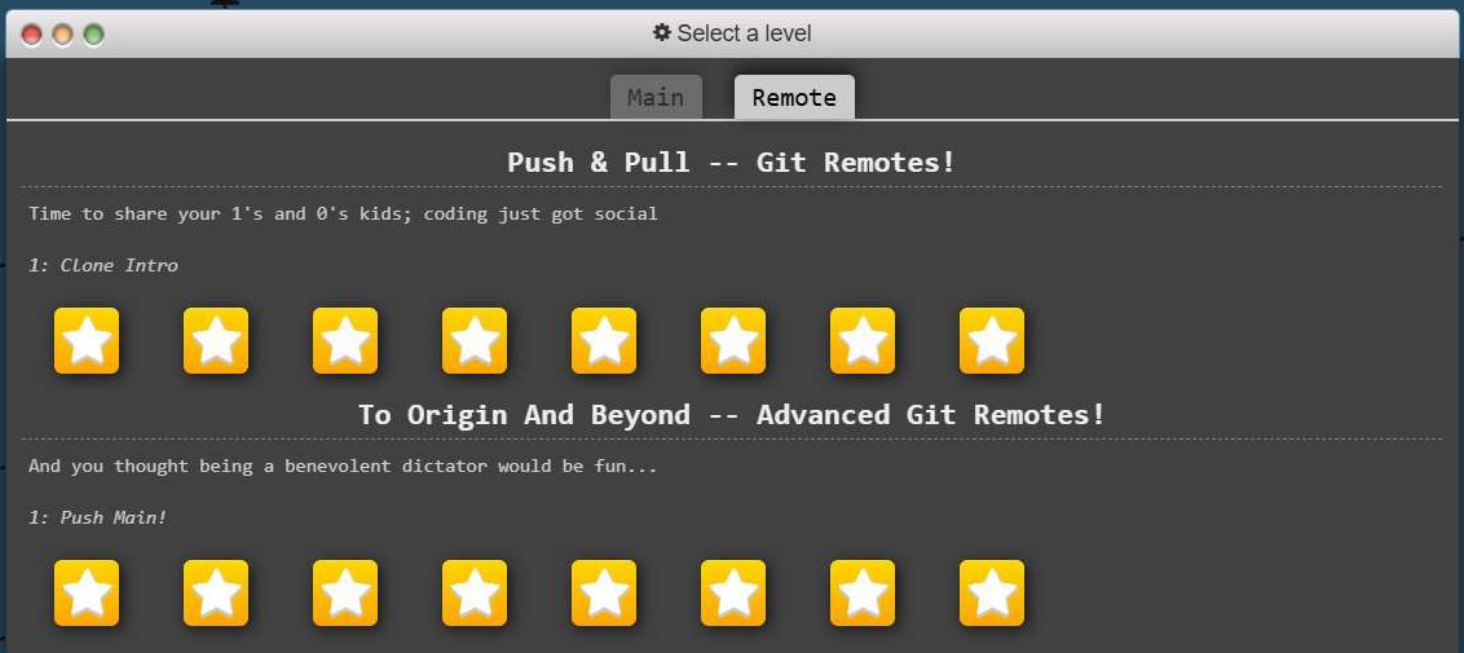 Select a level
Main
Remote
Push & Pull -- Git Remotes!
Time to share your 1's and 0's kids; coding just got social
1: Clone Intro
To Origin And Beyond -- Advanced Git Remotes!
And you thought being a benevolent dictator would be fun...
1: Push Main!